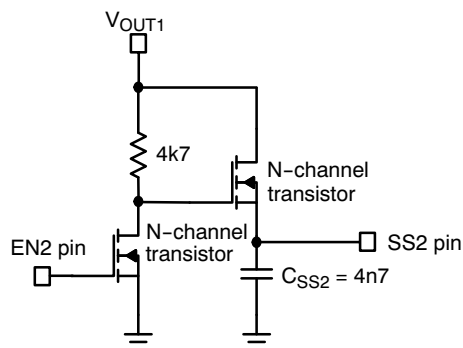 VOUT1
4k7
N-channel
transistor
N-channel
transistor
EN2 pin
SS2 pin
CSS2 = 4n7